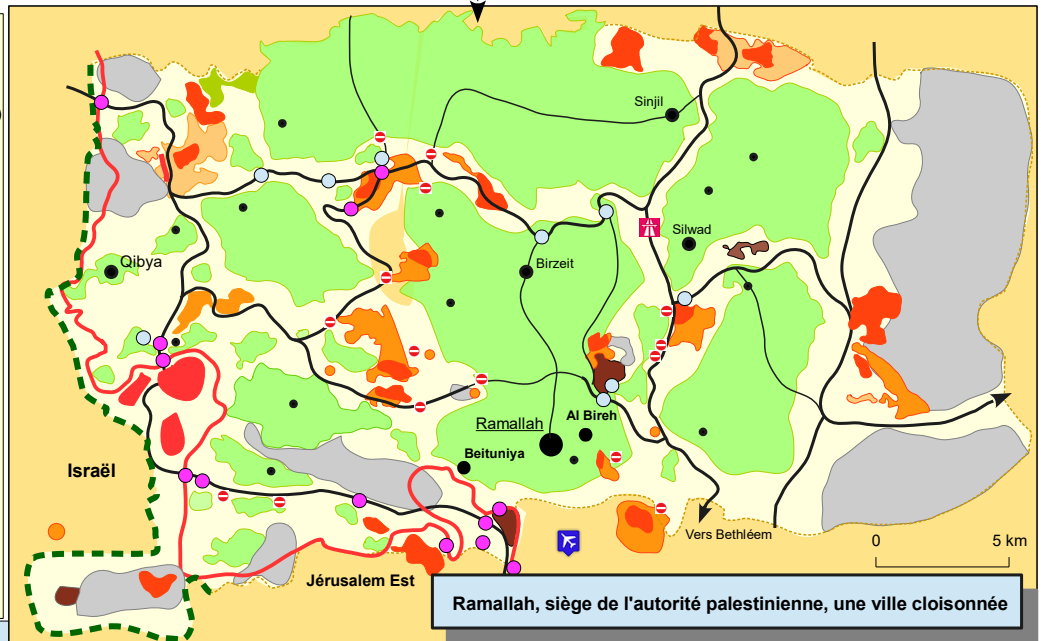 Sinjil
Silwad
Qibya
Birzeit
Al Bireh
Ramallah
Beituniya
Israël
Vers Bethléem
0 5 km
Jérusalem Est
Ramallah, siège de l'autorité palestinienne, une ville cloisonnée